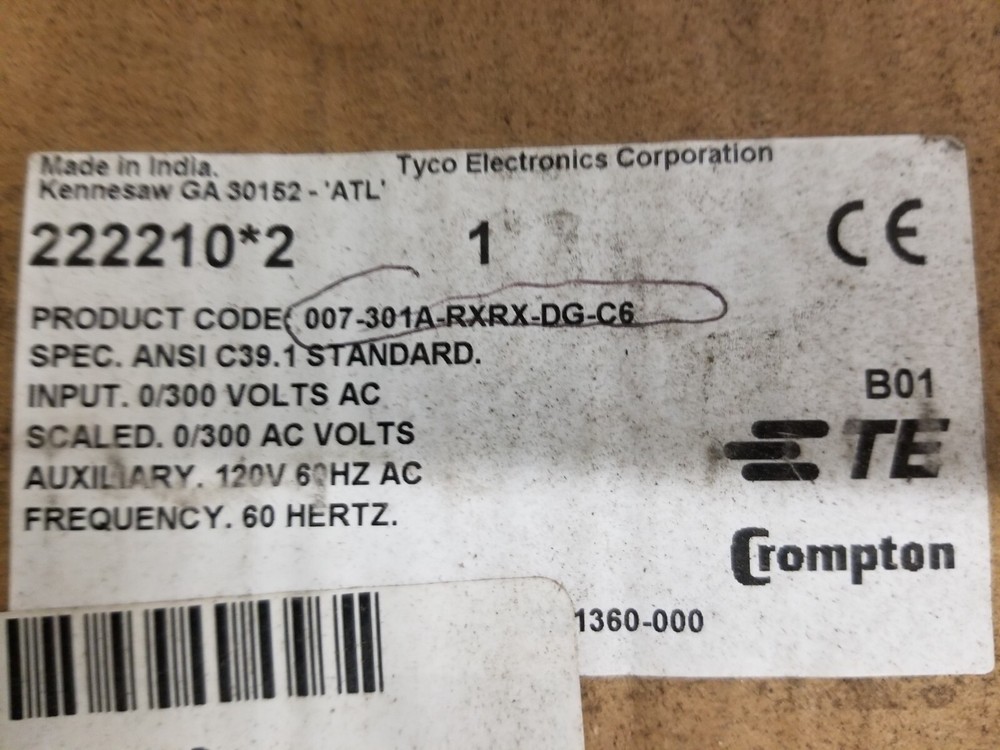 Made in India. Tyco Electronics Corporation
Kennesaw GA 30152 - 'ATL'
222210*2 1 CE
PRODUCT CODE 007-301A-RXRX-DG-C6
SPEC. ANSI C39.1 STANDARD.
INPUT. 0/300 VOLTS AC
B01
SCALED. 0/300 AC VOLTS
TE
AUXILIARY. 120V 60HZ AC
FREQUENCY. 60 HERTZ.
Crompton
1360-000